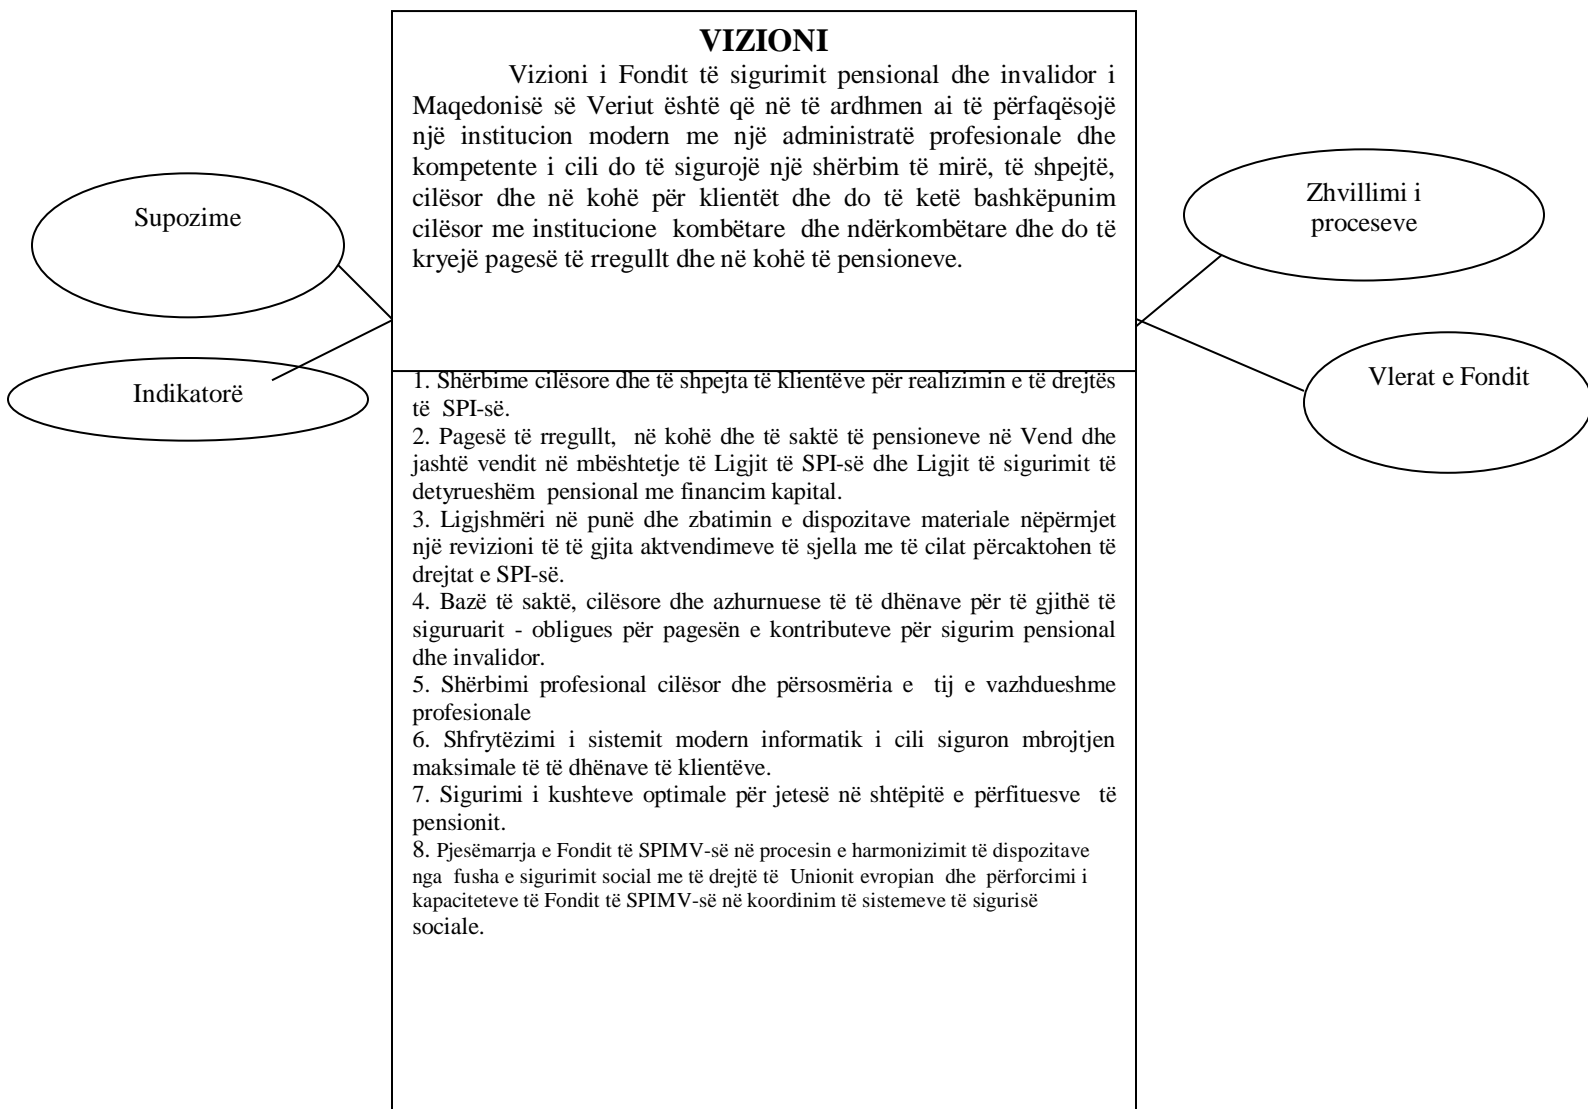 VIZIONI
Vizioni i Fondit të sigurimit pensional dhe invalidor i
Maqedonisë së Veriut është që në të ardhmen ai të përfaqësojë
një institucion modern me një administratë profesionale dhe
kompetente i cili do të sigurojë një shërbim të mirë, të shpejtë,
cilësor dhe në kohë për klientët dhe do të ketë bashkëpunim
cilësor me institucione kombëtare dhe ndërkombëtare dhe do të
kryejë pagesë të rregullt dhe në kohë të pensioneve.
Supozime
Indikatorë
Zhvillimi i
proceseve
Vlerat e Fondit
1. Shërbime cilësore dhe të shpejta të klientëve për realizimin e të drejtës
të SPI-së.
2. Pagesë të rregullt, në kohë dhe të saktë të pensioneve në Vend dhe
jashtë vendit në mbështetje të Ligjit të SPI-së dhe Ligjit të sigurimit të
detyrueshëm pensional me financim kapital.
3. Ligjshmëri në punë dhe zbatimin e dispozitave materiale nëpërmjet
një revizioni të të gjita aktvendimeve të sjella me të cilat përcaktohen të
drejtat e SPI-së.
4. Bazë të saktë, cilësore dhe azhurnuese të të dhënave për të gjithë të
siguruarit - obligues për pagesën e kontributeve për sigurim pensional
dhe invalidor.
5. Shërbimi profesional cilësor dhe përsosmëria e tij e vazhdueshme
profesionale
6. Shfrytëzimi i sistemit modern informatik i cili siguron mbrojtjen
maksimale të të dhënave të klientëve.
7. Sigurimi i kushteve optimale për jetesë në shtëpitë e përfituesve të
pensionit.
8. Pjesëmarrja e Fondit të SPIMV-së në procesin e harmonizimit të dispozitave
nga fusha e sigurimit social me të drejtë të Unionit evropian dhe përforcimi i
kapaciteteve të Fondit të SPIMV-së në koordinim të sistemeve të sigurisë
sociale.